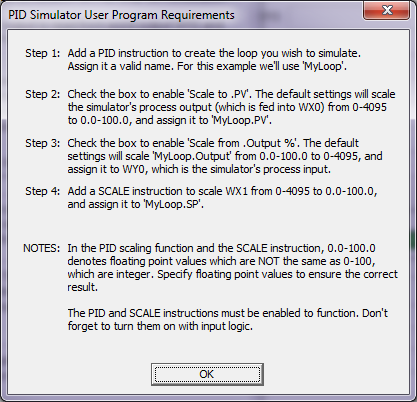 PID Simulator User Program Requirements
Step 1: Add a PID instruction to create the loop you wish to simulate.
Assign it a valid name. For this example we'll use 'MyLoop'.
Step 2: Check the box to enable 'Scale to .PV'. The default settings will scale
the simulator's process output (which is fed into WX0) from 0-4095
to 0.0-100.0, and assign it to 'MyLoop.PV'.
Step 3: Check the box to enable 'Scale from .Output %'. The default
settings will scale 'MyLoop.Output' from 0.0-100.0 to 0-4095, and
assign it to WY0, which is the simulator's process input.
Step 4: Add a SCALE instruction to scale WX1 from 0-4095 to 0.0-100.0,
and assign it to 'MyLoop.SP'.
NOTES: In the PID scaling function and the SCALE instruction, 0.0-100.0
denotes floating point values which are NOT the same as 0-100,
which are integer. Specify floating point values to ensure the correct
result.
The PID and SCALE instructions must be enabled to function. Don't
forget to turn them on with input logic.
OK